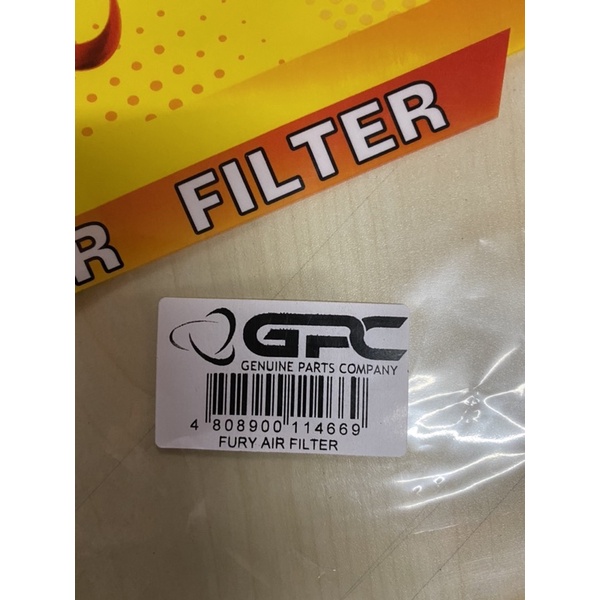 R FILTER
GPC
GENUINE PARTS COMPANY
4 808900 114669
FURY AIR FILTER